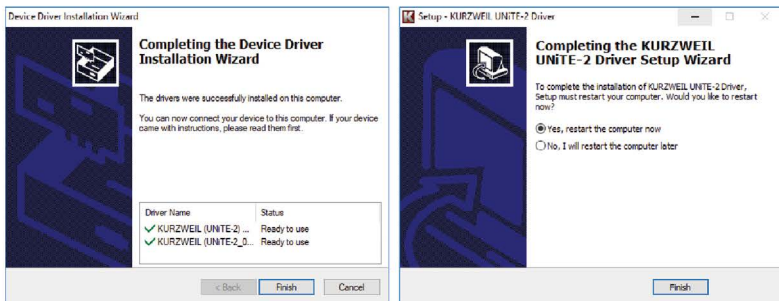 Device Driver Installation Wizard
Completing the Device Driver
Installation Wizard
The drivers were successfully installed on this computer.
You can now connect your device to this computer. If your device
came with instructions, please read them first.
Driver Name Status
KURZWEIL (UNiTE-2) ... Ready to use
KURZWEIL (UNiTE-2_0... Ready to use
< Back Finish Cancel
Setup - KURZWEIL UNiTE-2 Driver
Completing the KURZWEIL
UNiTE-2 Driver Setup Wizard
To complete the installation of KURZWEIL UNiTE-2 Driver,
Setup must restart your computer. Would you like to restart
now?
Yes, restart the computer now
No, I will restart the computer later
Finish